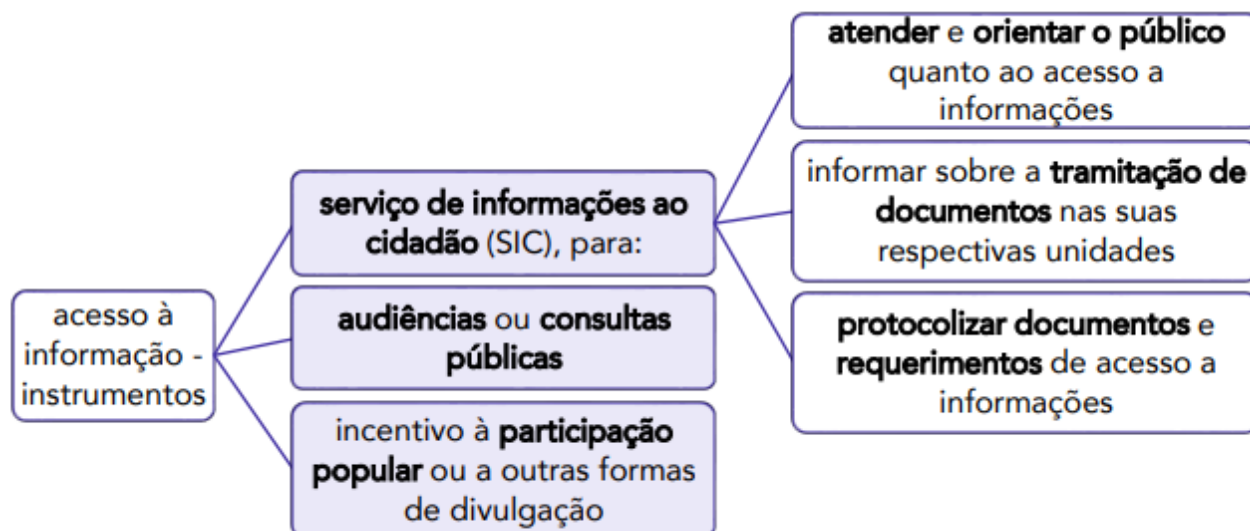 acesso à
informação -
instrumentos
serviço de informações ao
cidadão (SIC), para:
atender e orientar o público
quanto ao acesso a
informações
informar sobre a tramitação de
documentos nas suas
respectivas unidades
protocolizar documentos e
requerimentos de acesso a
informações
audiências ou consultas
públicas
incentivo à participação
popular ou a outras formas
de divulgação